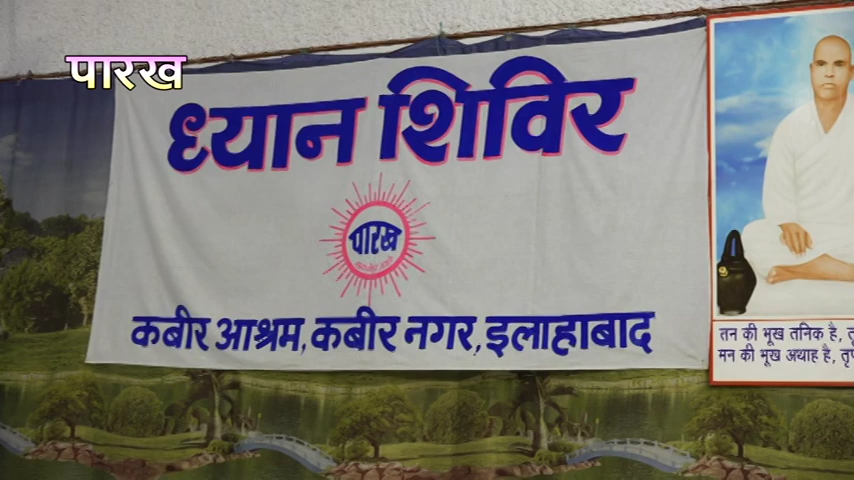 पारख
ध्यान शिविर
पारख
कबीर आश्रम, कबीर नगर, इलाहाबाद
तन की भूख तनिक है,
मन की भूख अथाह है,